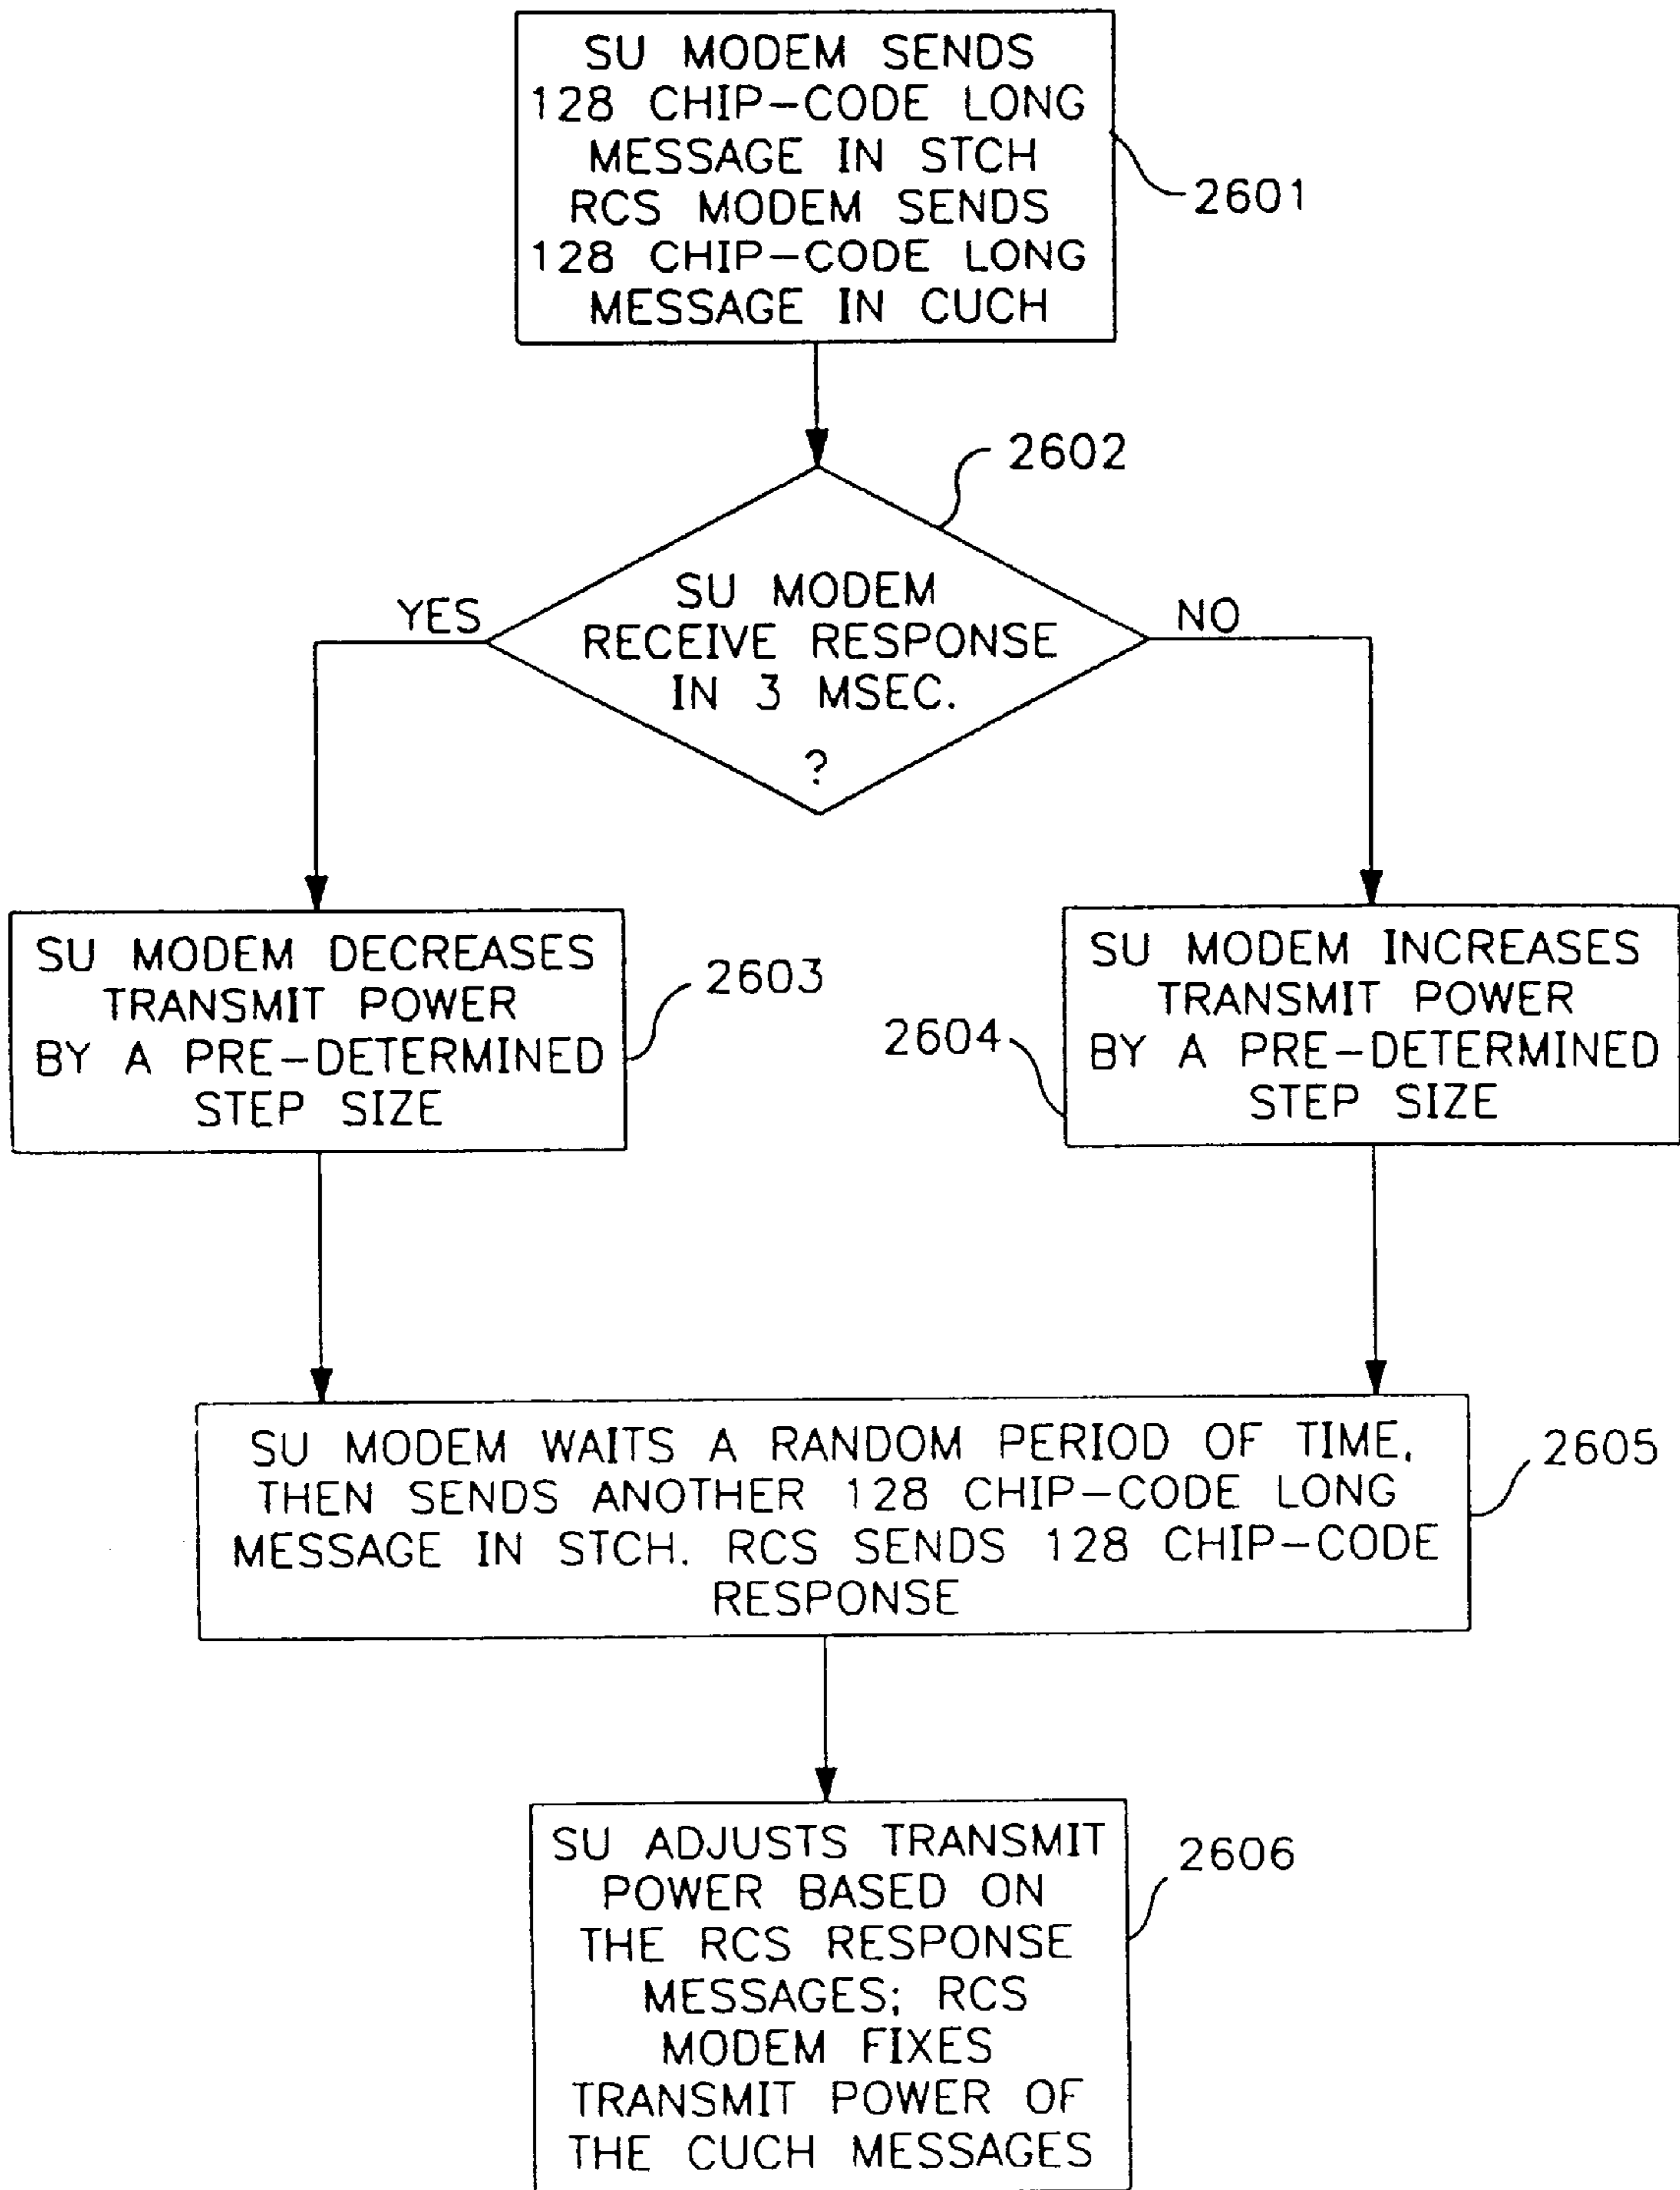 SU MODEM SENDS
128 CHIP-CODE LONG
MESSAGE IN STCH
RCS MODEM SENDS
128 CHIP-CODE LONG
MESSAGE IN CUCH
2601
2602
SU MODEM
RECEIVE RESPONSE
IN 3 MSEC.
?
YES
NO
SU MODEM DECREASES
TRANSMIT POWER
BY A PRE-DETERMINED
STEP SIZE
2603
SU MODEM INCREASES
TRANSMIT POWER
BY A PRE-DETERMINED
STEP SIZE
2604
SU MODEM WAITS A RANDOM PERIOD OF TIME,
THEN SENDS ANOTHER 128 CHIP-CODE LONG
MESSAGE IN STCH. RCS SENDS 128 CHIP-CODE
RESPONSE
2605
SU ADJUSTS TRANSMIT
POWER BASED ON
THE RCS RESPONSE
MESSAGES; RCS
MODEM FIXES
TRANSMIT POWER OF
THE CUCH MESSAGES
2606